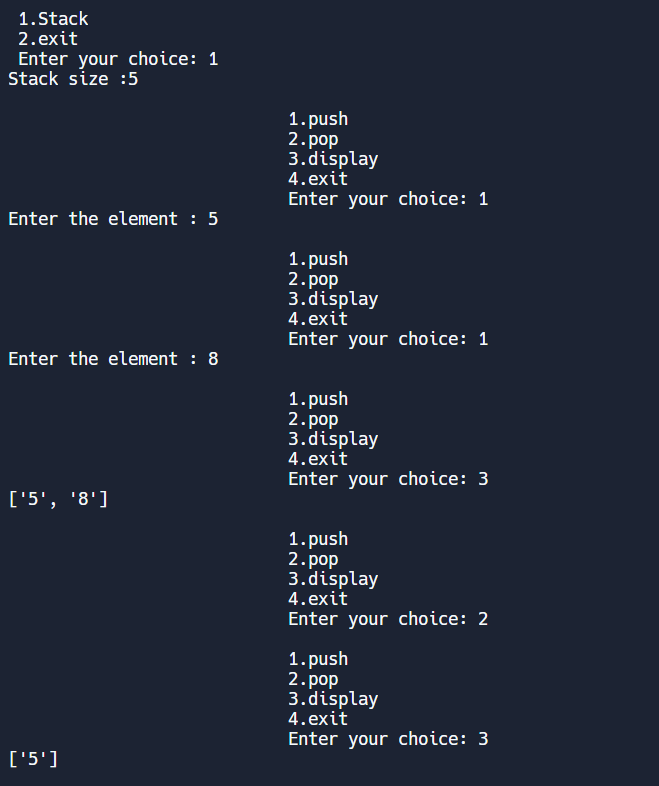 1.Stack
2.exit
Enter your choice: 1
Stack size :5
1.push
2.pop
3.display
4.exit
Enter your choice: 1
Enter the element : 5
1.push
2.pop
3.display
4.exit
Enter your choice: 1
Enter the element : 8
1.push
2.pop
3.display
4.exit
Enter your choice: 3
['5', '8']
1.push
2.pop
3.display
4.exit
Enter your choice: 2
1.push
2.pop
3.display
4.exit
Enter your choice: 3
['5']